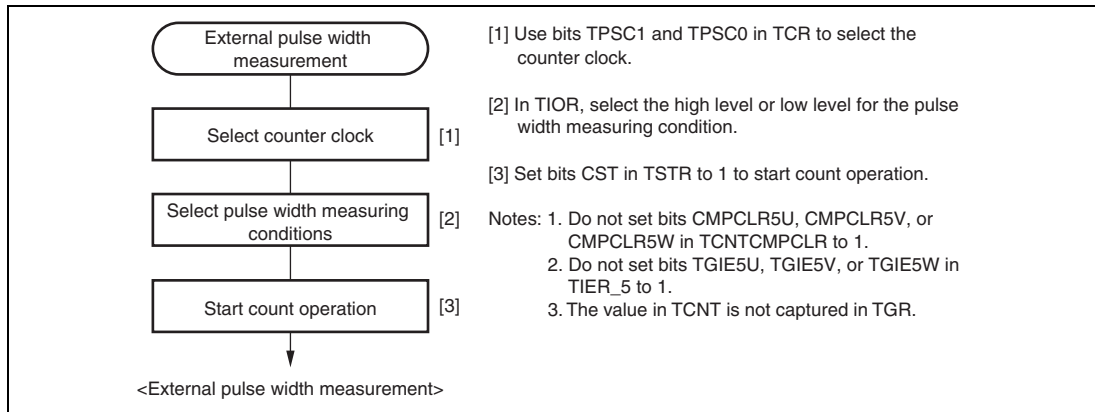 External pulse width
measurement
Select counter clock
[1]
Select pulse width measuring
conditions
[2]
Start count operation
[3]
<External pulse width measurement>
[1] Use bits TPSC1 and TPSC0 in TCR to select the
counter clock.
[2] In TIOR, select the high level or low level for the pulse
width measuring condition.
[3] Set bits CST in TSTR to 1 to start count operation.
Notes: 1. Do not set bits CMPCLR5U, CMPCLR5V, or
CMPCLR5W in TCNTCMPCLR to 1.
2. Do not set bits TGIE5U, TGIE5V, or TGIE5W in
TIER_5 to 1.
3. The value in TCNT is not captured in TGR.